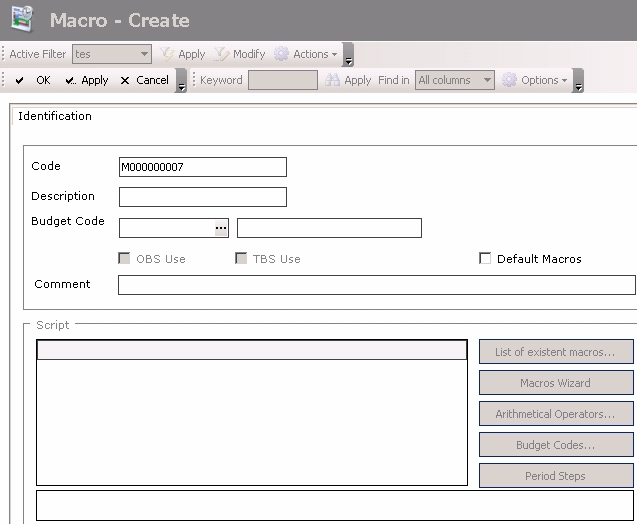 Macro - Create
Active Filter tes Apply Modify Actions
OK Apply Cancel Keyword Apply Find in All columns Options
Identification
Code M000000007
Description
Budget Code ...
OBS Use TBS Use Default Macros
Comment
Script
List of existent macros...
Macros Wizard
Arithmetical Operators...
Budget Codes...
Period Steps